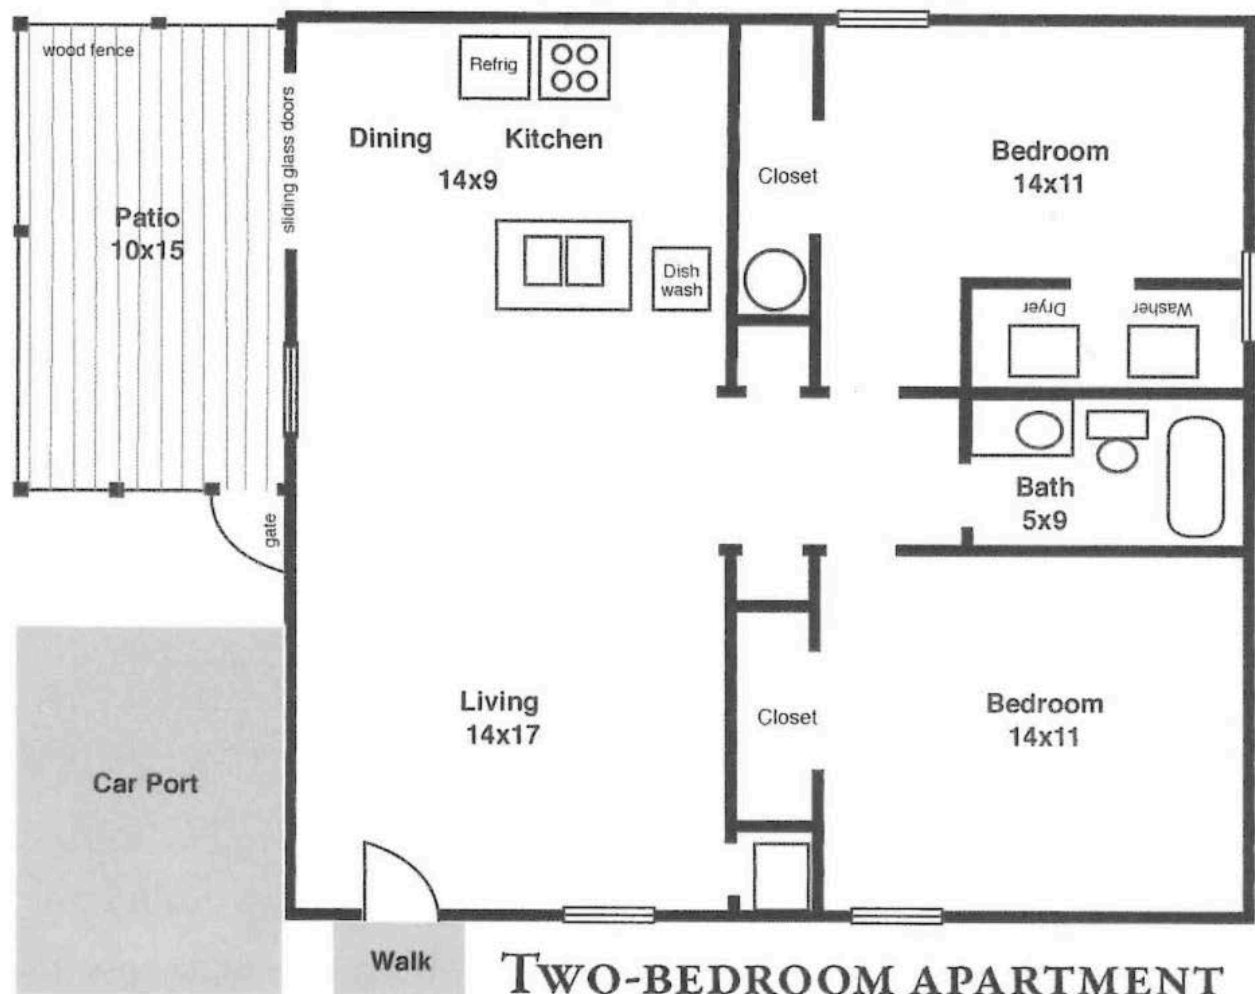 wood fence
Refrig
sliding glass doors
Dining
Kitchen
14x9
Bedroom
14x11
Closet
Patio
10x15
Dish
wash
Dryer
Washer
Bath
5x9
gate
Living
14x17
Closet
Bedroom
14x11
Car Port
Walk
TWO-BEDROOM APARTMENT